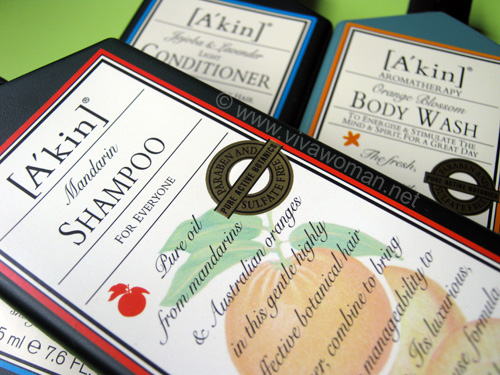 [A'kin]®
Jojoba & Lavender
LIGHT
CONDITIONER
[A'kin]®
AROMATHERAPY
Orange Blossom
BODY WASH
TO ENERGISE & STIMULATE THE
MIND & SPIRIT, FOR A GREAT DAY
The fresh,
© www.vivawoman.net
[A'kin]®
Mandarin
SHAMPOO
FOR EVERYONE
PARABEN AND SULFATE FREE
PURE ACTIVE BOTANICS
Pure oil
from mandarins
& Australian oranges
in this gentle highly
effective botanical hair
combine to bring
manageability to
Its luxurious,
formula
5 ml e 7.6 FL.